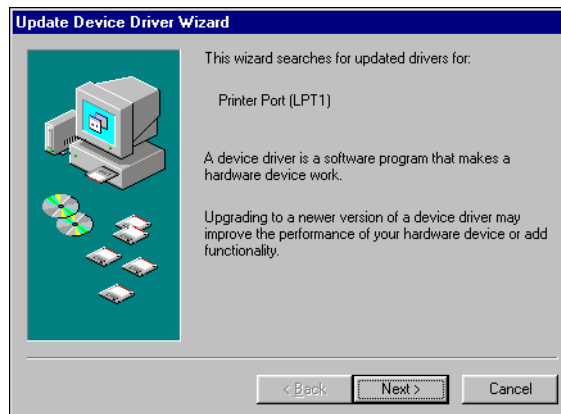 Update Device Driver Wizard
This wizard searches for updated drivers for:
Printer Port (LPT1)
A device driver is a software program that makes a
hardware device work.
Upgrading to a newer version of a device driver may
improve the performance of your hardware device or add
functionality.
< Back
Next >
Cancel